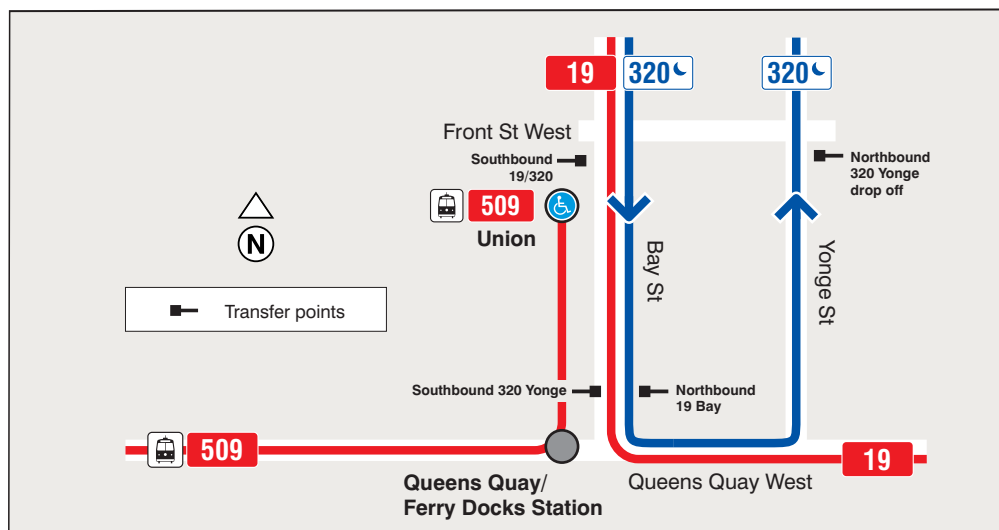 19
320
320
Front St West
Southbound
19/320
Northbound
320 Yonge
drop off
509
Union
N
Bay St
Yonge St
Transfer points
Southbound 320 Yonge
Northbound
19 Bay
509
19
Queens Quay/
Ferry Docks Station
Queens Quay West